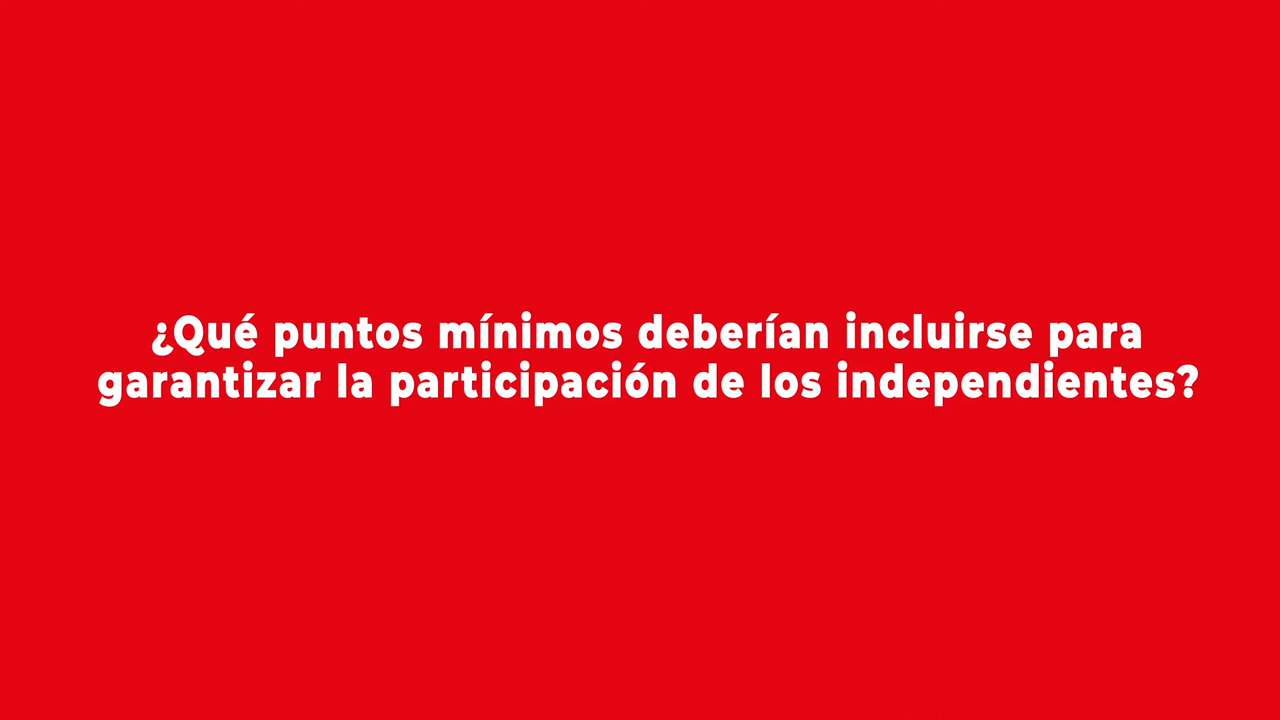 ¿Qué puntos mínimos deberían incluirse para
garantizar la participación de los independientes?